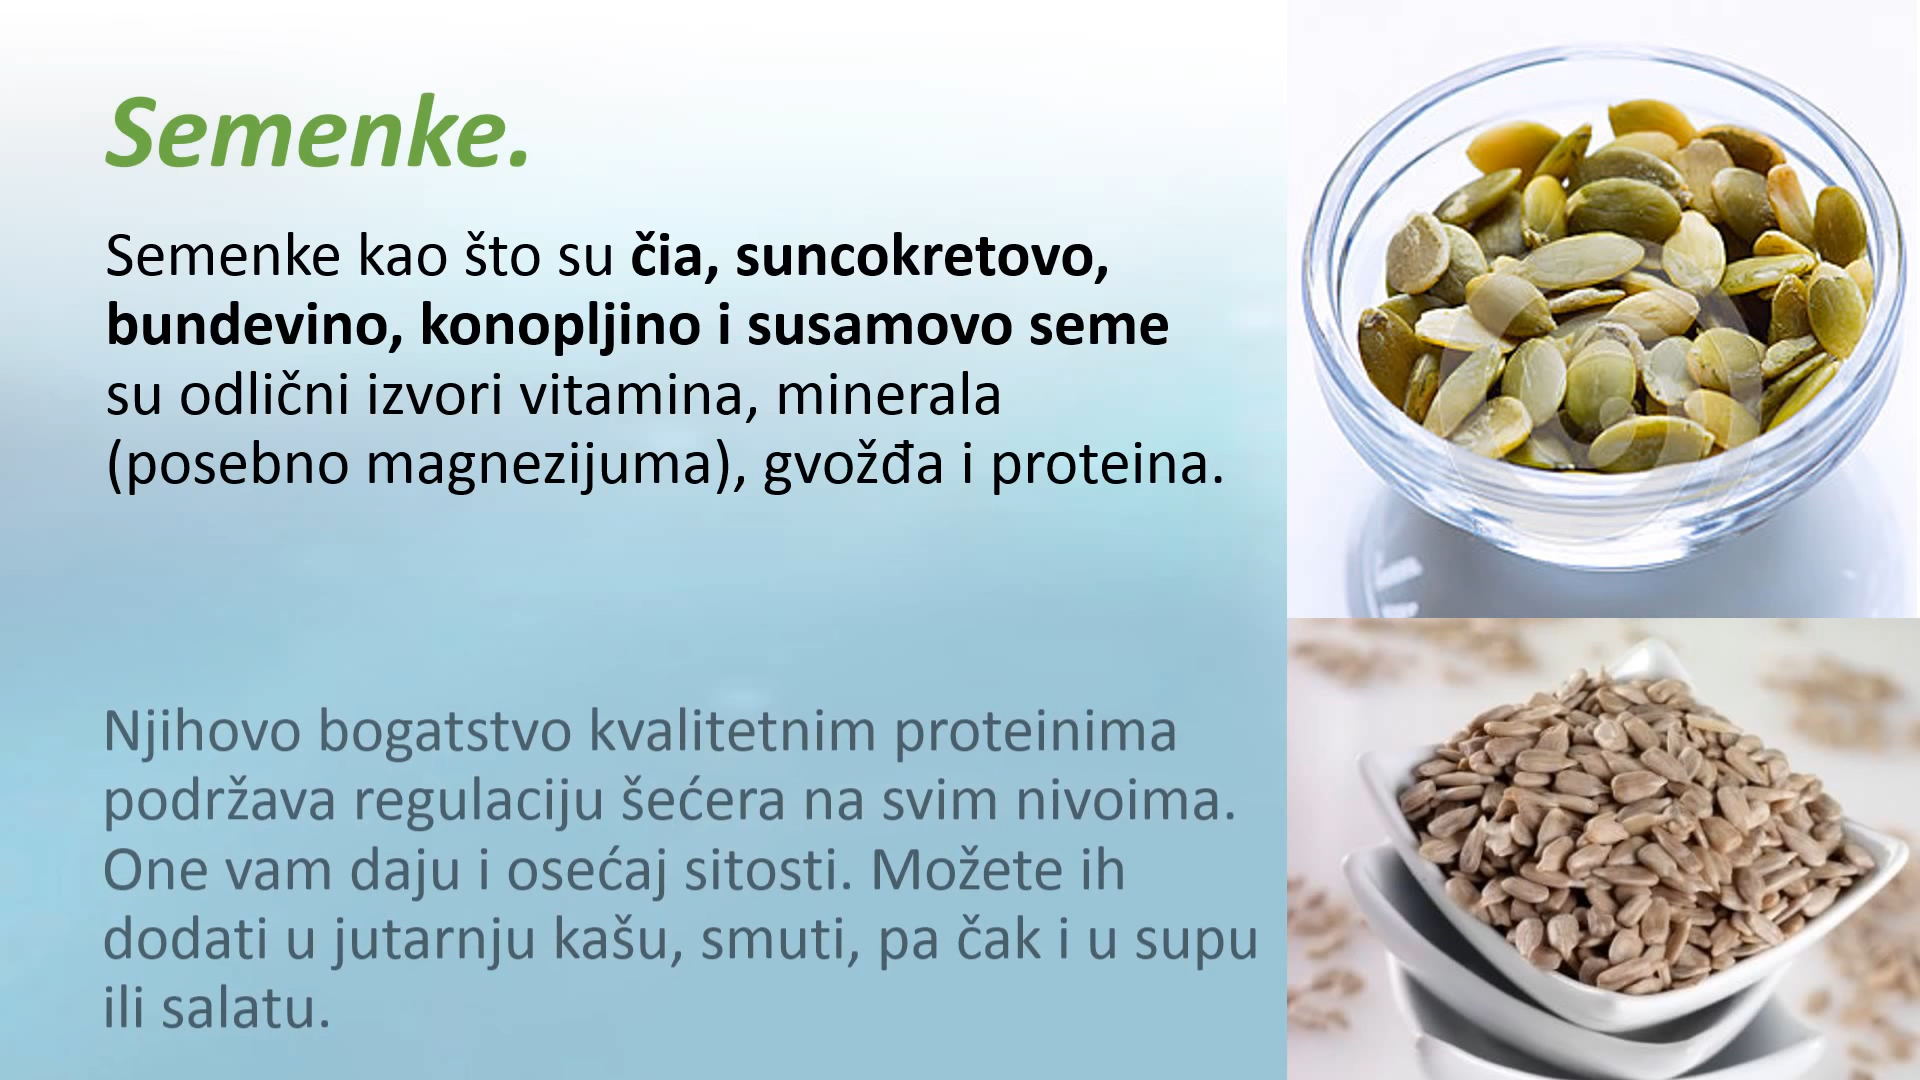 Semenke.
Semenke kao što su čia, suncokretovo,
bundevino, konopljino i susamovo seme
su odlični izvori vitamina, minerala
(posebno magnezijuma), gvožđa i proteina.
Njihovo bogatstvo kvalitetnim proteinima
podržava regulaciju šećera na svim nivoima.
One vam daju i osećaj sitosti. Možete ih
dodati u jutarnju kašu, smuti, pa čak i u supu
ili salatu.